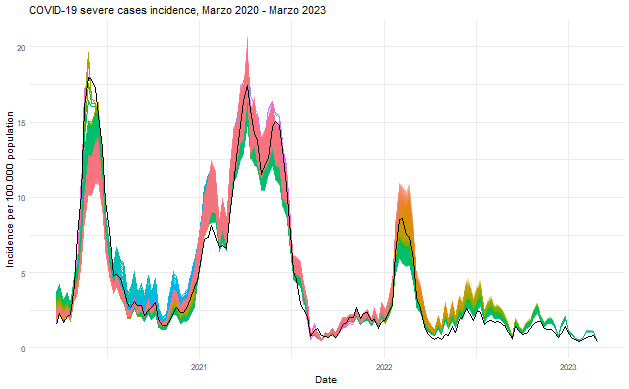 COVID-19 severe cases incidence, Marzo 2020 - Marzo 2023
Incidence per 100.000 population
20
15
10
5
0
2021
2022
2023
Date